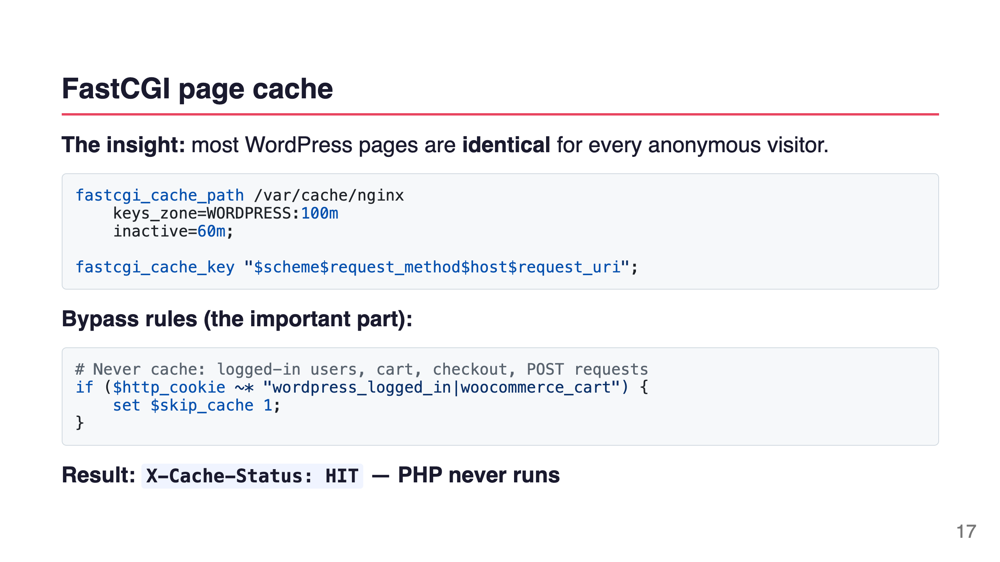 FastCGI page cache
The insight: most WordPress pages are identical for every anonymous visitor.
fastcgi_cache_path /var/cache/nginx
    keys_zone=WORDPRESS:100m
    inactive=60m;

fastcgi_cache_key "$scheme$request_method$host$request_uri";
Bypass rules (the important part):
# Never cache: logged-in users, cart, checkout, POST requests
if ($http_cookie ~* "wordpress_logged_in|woocommerce_cart") {
    set $skip_cache 1;
}
Result: X-Cache-Status: HIT — PHP never runs
17